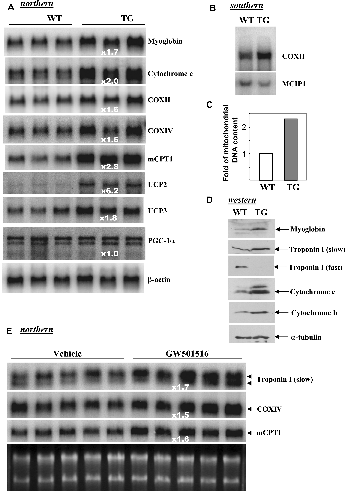 A northern
WT TG
Myoglobin
x1.7
Cytochrome c
x2.0
COXII
x1.6
COXIV
x1.6
mCPT1
x2.8
UCP2
x6.2
UCP3
x1.8
PGC-1α
x1.0
β-actin
B southern
WT TG
COXII
MCIP1
C
Fold of mitochondrial
DNA content
2
1
0
WT
TG
D western
WT TG
Myoglobin
Troponin I (slow)
Troponin I (fast)
Cytochrome c
Cytochrome b
α-tubulin
E northern
Vehicle GW501516
Troponin I (slow)
x1.7
COXIV
x1.5
mCPT1
x1.6